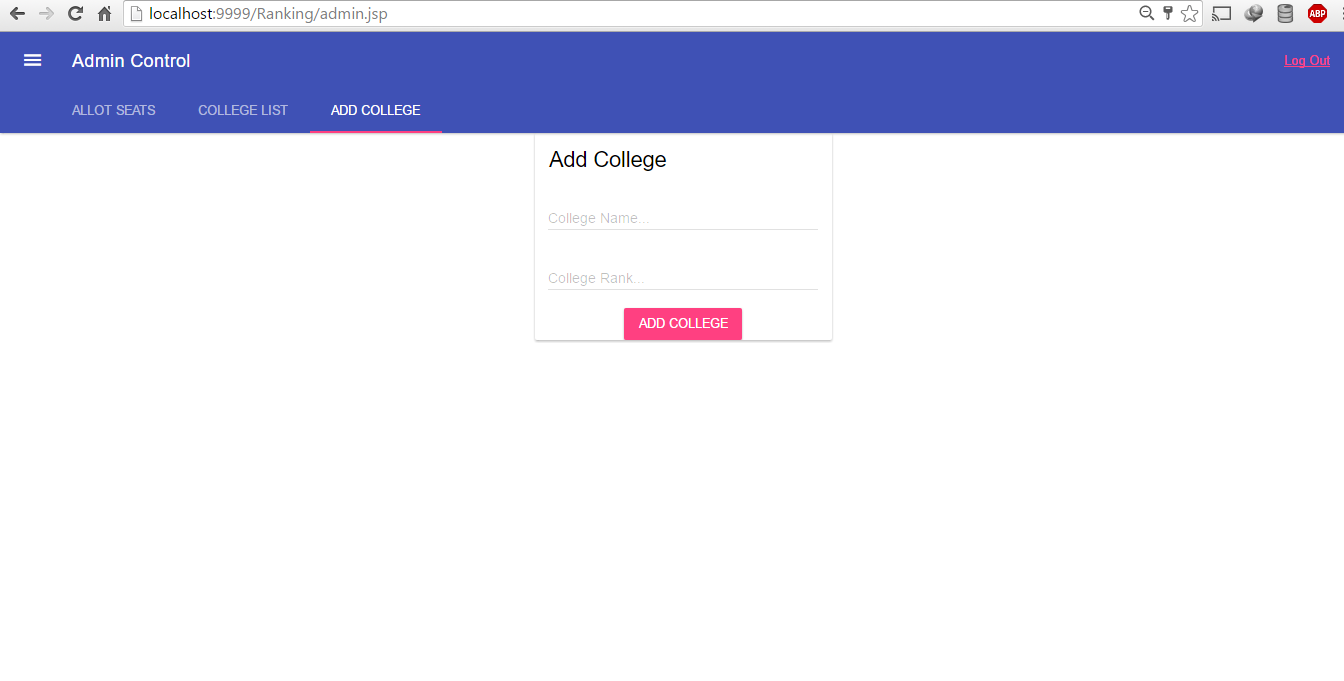 localhost:9999/Ranking/admin.jsp
ABP
Admin Control
Log Out
ALLOT SEATS COLLEGE LIST ADD COLLEGE
Add College
College Name...
College Rank...
ADD COLLEGE